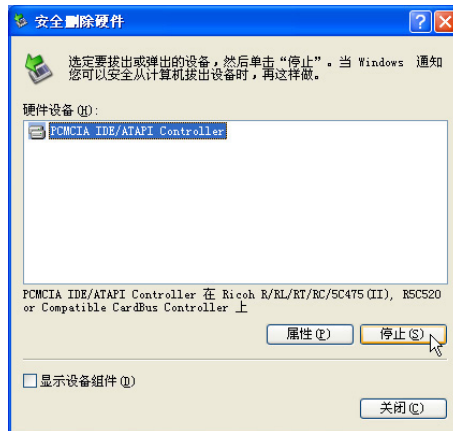 安全删除硬件
选定要拔出或弹出的设备，然后单击“停止”。当 Windows 通知
您可以安全从计算机拔出设备时，再这样做。
硬件设备(H):
PCMCIA IDE/ATAPI Controller
PCMCIA IDE/ATAPI Controller 在 Ricoh R/RL/RT/RC/5C475(II), R5C520
or Compatible CardBus Controller 上
属性(P)
停止(S)
显示设备组件(D)
关闭(C)